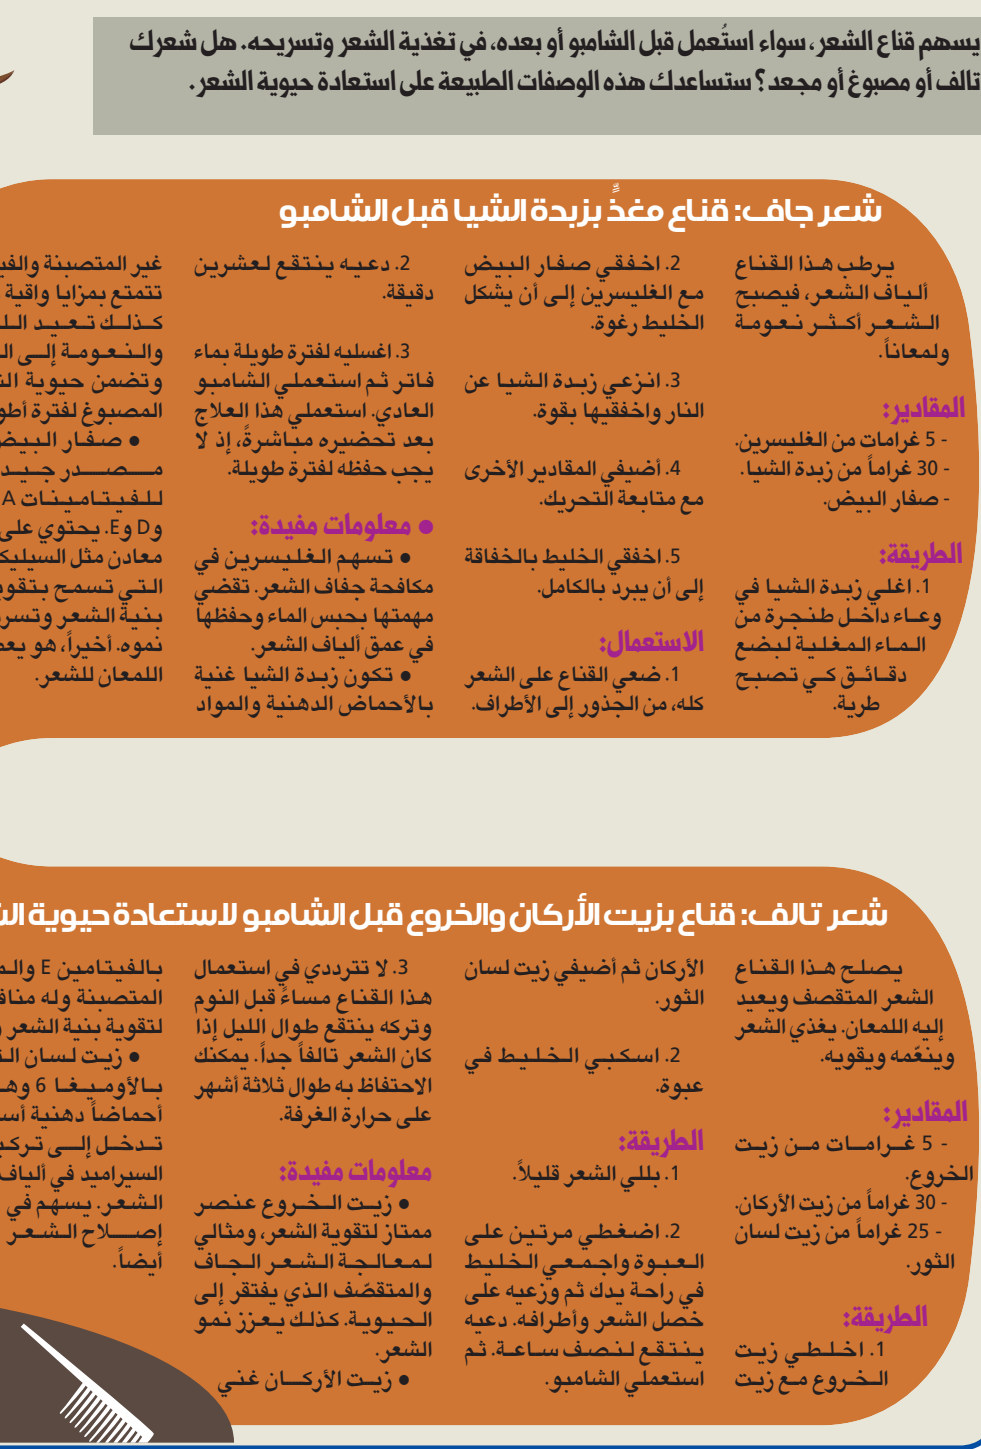 يسهم قناع الشعر، سواء استُعمل قبل الشامبو أو بعده، في تغذية الشعر وتسريحه. هل شعرك
تالف أو مصبوغ أو مجعد؟ ستساعدك هذه الوصفات الطبيعة على استعادة حيوية الشعر.
شعر جاف: قناع مغذٍّ بزبدة الشيا قبل الشامبو
يرطب هذا القناع
ألياف الشعر، فيصبح
الشعر أكثر نعومة
ولمعاناً.
المقادير:
- 5 غرامات من الغليسرين.
- 30 غراماً من زبدة الشيا.
- صفار البيض.
الطريقة:
1. اغلي زبدة الشيا في
وعاء داخل طنجرة من
الماء المغلية لبضع
دقائق كي تصبح
طرية.
2. اخفقي صفار البيض
مع الغليسرين إلى أن يشكل
الخليط رغوة.
3. انزعي زبدة الشيا عن
النار واخفقيها بقوة.
4. أضيفي المقادير الأخرى
مع متابعة التحريك.
5. اخفقي الخليط بالخفاقة
إلى أن يبرد بالكامل.
الاستعمال:
1. ضعي القناع على الشعر
كله، من الجذور إلى الأطراف.
2. دعيه ينتقع لعشرين
دقيقة.
3. اغسليه لفترة طويلة بماء
فاتر ثم استعملي الشامبو
العادي. استعملي هذا العلاج
بعد تحضيره مباشرةً، إذ لا
يجب حفظه لفترة طويلة.
● معلومات مفيدة:
● تسهم الغليسرين في
مكافحة جفاف الشعر. تقضي
مهمتها بحبس الماء وحفظها
في عمق ألياف الشعر.
● تكون زبدة الشيا غنية
بالأحماض الدهنية والمواد
غير المتصبنة
تتمتع بمزايا واقية
كذلك تعيد
والنعومة إلى
وتضمن حيوية
المصبوغ لفترة
● صفار البيض
مصدر جيد
للفيتامينات A
وD وE. يحتوي على
معادن مثل
التي تسمح
بنية الشعر
نموه. أخيراً، هو
اللمعان للشعر.
شعر تالف: قناع بزيت الأركان والخروع قبل الشامبو لاستعادة حيوية
يصلح هذا القناع
الشعر المتقصف ويعيد
إليه اللمعان. يغذي الشعر
وينعّمه ويقويه.
المقادير:
- 5 غرامات من زيت
الخروع.
- 30 غراماً من زيت الأركان.
- 25 غراماً من زيت لسان
الثور.
الطريقة:
1. اخلطي زيت
الخروع مع زيت
الأركان ثم أضيفي زيت لسان
الثور.
2. اسكبي الخليط في
عبوة.
الطريقة:
1. بللي الشعر قليلاً.
2. اضغطي مرتين على
العبوة واجمعي الخليط
في راحة يدك ثم وزعيه على
خصل الشعر وأطرافه. دعيه
ينتقع لنصف ساعة. ثم
استعملي الشامبو.
3. لا تترددي في استعمال
هذا القناع مساءً قبل النوم
وتركه ينتقع طوال الليل إذا
كان الشعر تالفاً جداً. يمكنك
الاحتفاظ به طوال ثلاثة أشهر
على حرارة الغرفة.
معلومات مفيدة:
● زيت الخروع عنصر
ممتاز لتقوية الشعر، ومثالي
لمعالجة الشعر الجاف
والمتقصّف الذي يفتقر إلى
الحيوية. كذلك يعزز نمو
الشعر.
● زيت الأركان غني
بالفيتامين E
المتصبنة وله
لتقوية بنية الشعر
● زيت لسان
بالأوميغا 6
أحماضاً دهنية
تدخل إلى
السيراميد في ألياف
الشعر. يسهم في
إصلاح الشعر
أيضاً.